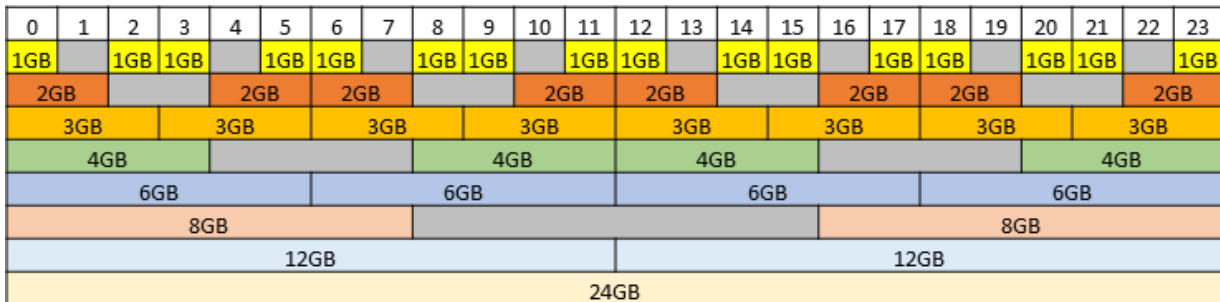 0 1 2 3 4 5 6 7 8 9 10 11 12 13 14 15 16 17 18 19 20 21 22 23
1GB 1GB 1GB 1GB 1GB 1GB 1GB 1GB 1GB 1GB 1GB 1GB 1GB 1GB 1GB 1GB
2GB 2GB 2GB 2GB 2GB 2GB 2GB 2GB
3GB 3GB 3GB 3GB 3GB 3GB 3GB 3GB
4GB 4GB 4GB 4GB
6GB 6GB 6GB 6GB
8GB 8GB
12GB 12GB
24GB